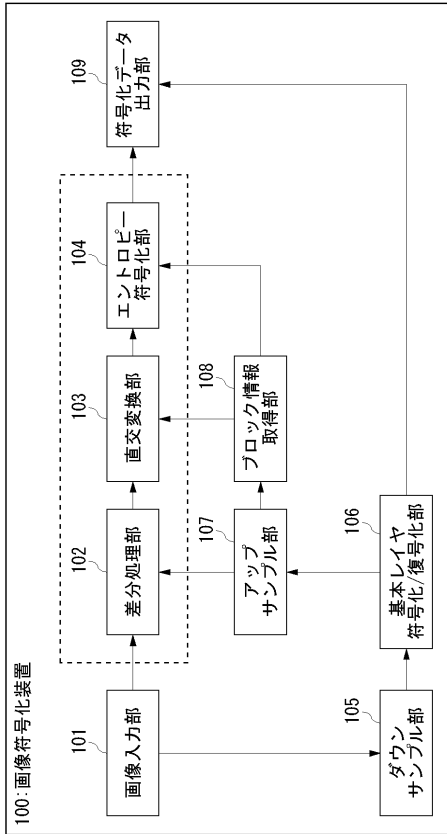 100:画像符号化装置
101
画像入力部
102
差分処理部
103
直交変換部
104
エントロピー
符号化部
109
符号化データ
出力部
107
アップ
サンプル部
108
ブロック情報
取得部
105
ダウン
サンプル部
106
基本レイヤ
符号化/復号化部